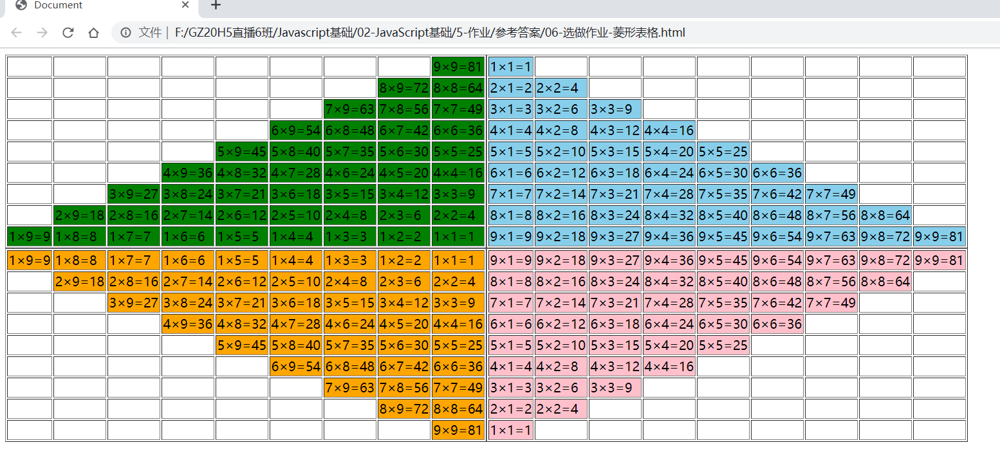 Document
文件 F:/GZ20H5直播6班/Javascript基础/02-JavaScript基础/5-作业/参考答案/06-选做作业-菱形表格.html
9×9=81 1×1=1
8×9=72 8×8=64 2×1=2 2×2=4
7×9=63 7×8=56 7×7=49 3×1=3 3×2=6 3×3=9
6×9=54 6×8=48 6×7=42 6×6=36 4×1=4 4×2=8 4×3=12 4×4=16
5×9=45 5×8=40 5×7=35 5×6=30 5×5=25 5×1=5 5×2=10 5×3=15 5×4=20 5×5=25
4×9=36 4×8=32 4×7=28 4×6=24 4×5=20 4×4=16 6×1=6 6×2=12 6×3=18 6×4=24 6×5=30 6×6=36
3×9=27 3×8=24 3×7=21 3×6=18 3×5=15 3×4=12 3×3=9 7×1=7 7×2=14 7×3=21 7×4=28 7×5=35 7×6=42 7×7=49
2×9=18 2×8=16 2×7=14 2×6=12 2×5=10 2×4=8 2×3=6 2×2=4 8×1=8 8×2=16 8×3=24 8×4=32 8×5=40 8×6=48 8×7=56 8×8=64
1×9=9 1×8=8 1×7=7 1×6=6 1×5=5 1×4=4 1×3=3 1×2=2 1×1=1 9×1=9 9×2=18 9×3=27 9×4=36 9×5=45 9×6=54 9×7=63 9×8=72 9×9=81
1×9=9 1×8=8 1×7=7 1×6=6 1×5=5 1×4=4 1×3=3 1×2=2 1×1=1 9×1=9 9×2=18 9×3=27 9×4=36 9×5=45 9×6=54 9×7=63 9×8=72 9×9=81
2×9=18 2×8=16 2×7=14 2×6=12 2×5=10 2×4=8 2×3=6 2×2=4 8×1=8 8×2=16 8×3=24 8×4=32 8×5=40 8×6=48 8×7=56 8×8=64
3×9=27 3×8=24 3×7=21 3×6=18 3×5=15 3×4=12 3×3=9 7×1=7 7×2=14 7×3=21 7×4=28 7×5=35 7×6=42 7×7=49
4×9=36 4×8=32 4×7=28 4×6=24 4×5=20 4×4=16 6×1=6 6×2=12 6×3=18 6×4=24 6×5=30 6×6=36
5×9=45 5×8=40 5×7=35 5×6=30 5×5=25 5×1=5 5×2=10 5×3=15 5×4=20 5×5=25
6×9=54 6×8=48 6×7=42 6×6=36 4×1=4 4×2=8 4×3=12 4×4=16
7×9=63 7×8=56 7×7=49 3×1=3 3×2=6 3×3=9
8×9=72 8×8=64 2×1=2 2×2=4
9×9=81 1×1=1